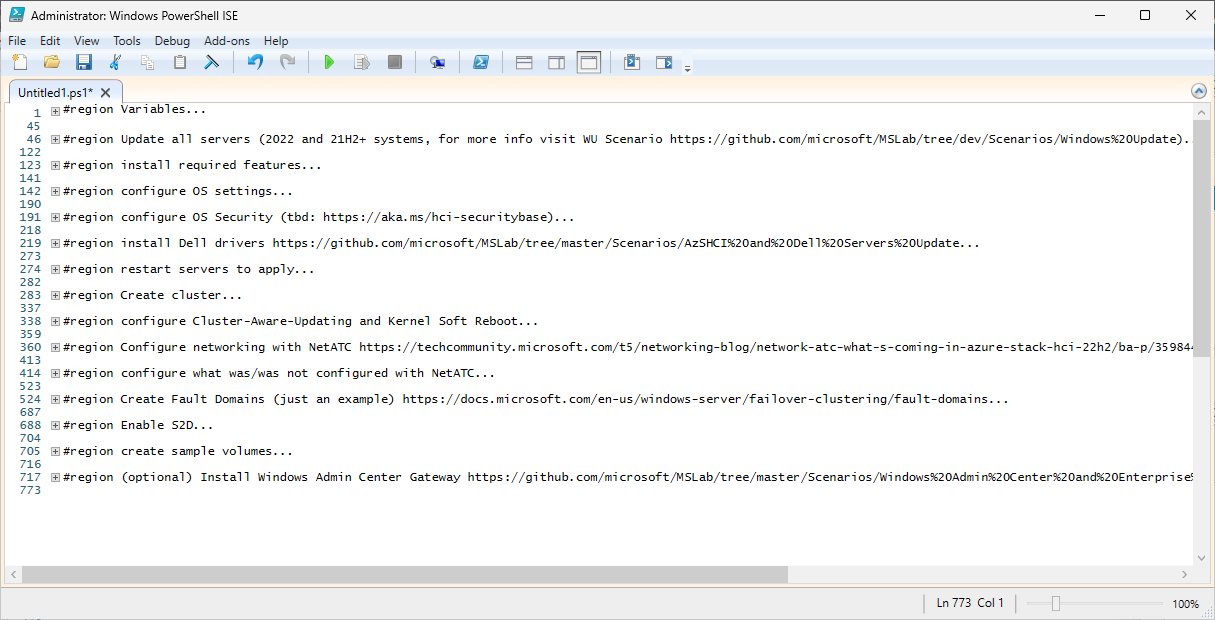 Administrator: Windows PowerShell ISE
File Edit View Tools Debug Add-ons Help
Untitled1.ps1*
1 #region Variables...
45
46 #region Update all servers (2022 and 21H2+ systems, for more info visit WU Scenario https://github.com/microsoft/MSLab/tree/dev/Scenarios/Windows%20Update)..
122
123 #region install required features...
141
142 #region configure OS settings...
190
191 #region configure OS Security (tbd: https://aka.ms/hci-securitybase)...
218
219 #region install Dell drivers https://github.com/microsoft/MSLab/tree/master/Scenarios/AzSHCI%20and%20Dell%20Servers%20Update...
273
274 #region restart servers to apply...
282
283 #region Create cluster...
337
338 #region configure Cluster-Aware-Updating and Kernel Soft Reboot...
359
360 #region Configure networking with NetATC https://techcommunity.microsoft.com/t5/networking-blog/network-atc-what-s-coming-in-azure-stack-hci-22h2/ba-p/359844
413
414 #region configure what was/was not configured with NetATC...
523
524 #region Create Fault Domains (just an example) https://docs.microsoft.com/en-us/windows-server/failover-clustering/fault-domains...
687
688 #region Enable S2D...
704
705 #region create sample volumes...
716
717 #region (optional) Install Windows Admin Center Gateway https://github.com/microsoft/MSLab/tree/master/Scenarios/Windows%20Admin%20Center%20and%20Enterprise%
773
Ln 773 Col 1 100%